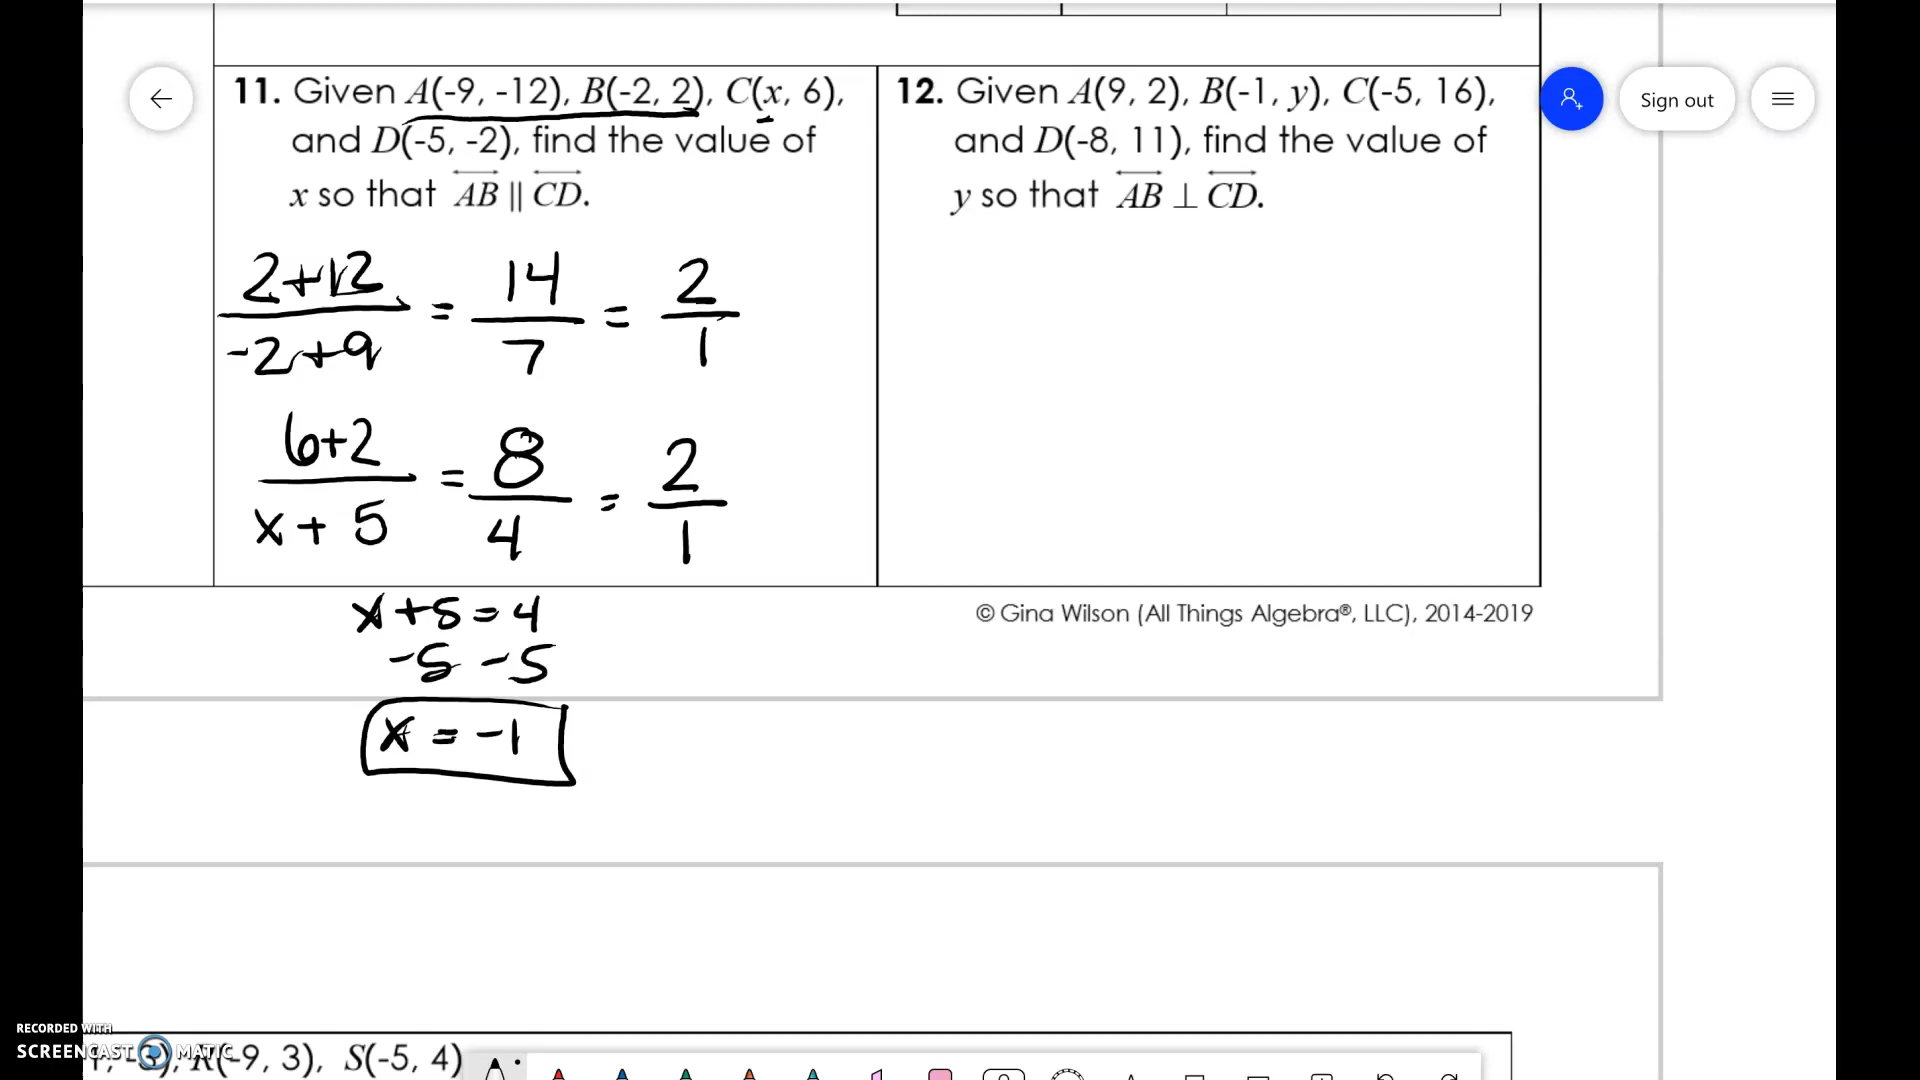 11. Given A(-9, -12), B(-2, 2), C(x, 6),
and D(-5, -2), find the value of
x so that AB || CD.
2+12 / -2+9 = 14 / 7 = 2 / 1
6+2 / x+5 = 8 / 4 = 2 / 1
x+5=4
-5 -5
x = -1
12. Given A(9, 2), B(-1, y), C(-5, 16),
and D(-8, 11), find the value of
y so that AB ⊥ CD.
© Gina Wilson (All Things Algebra®, LLC), 2014-2019
Sign out
R(-9, 3), S(-5, 4)
RECORDED WITH
SCREENCAST MATIC